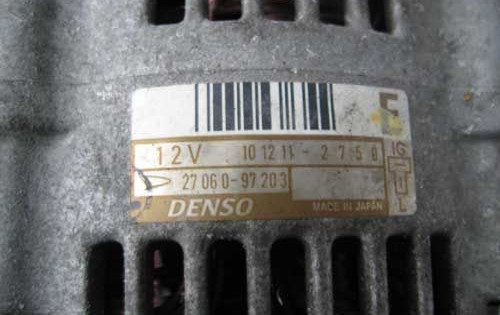 F
12V 101211-2750 IG
27060-97203
DENSO MADE IN JAPAN L